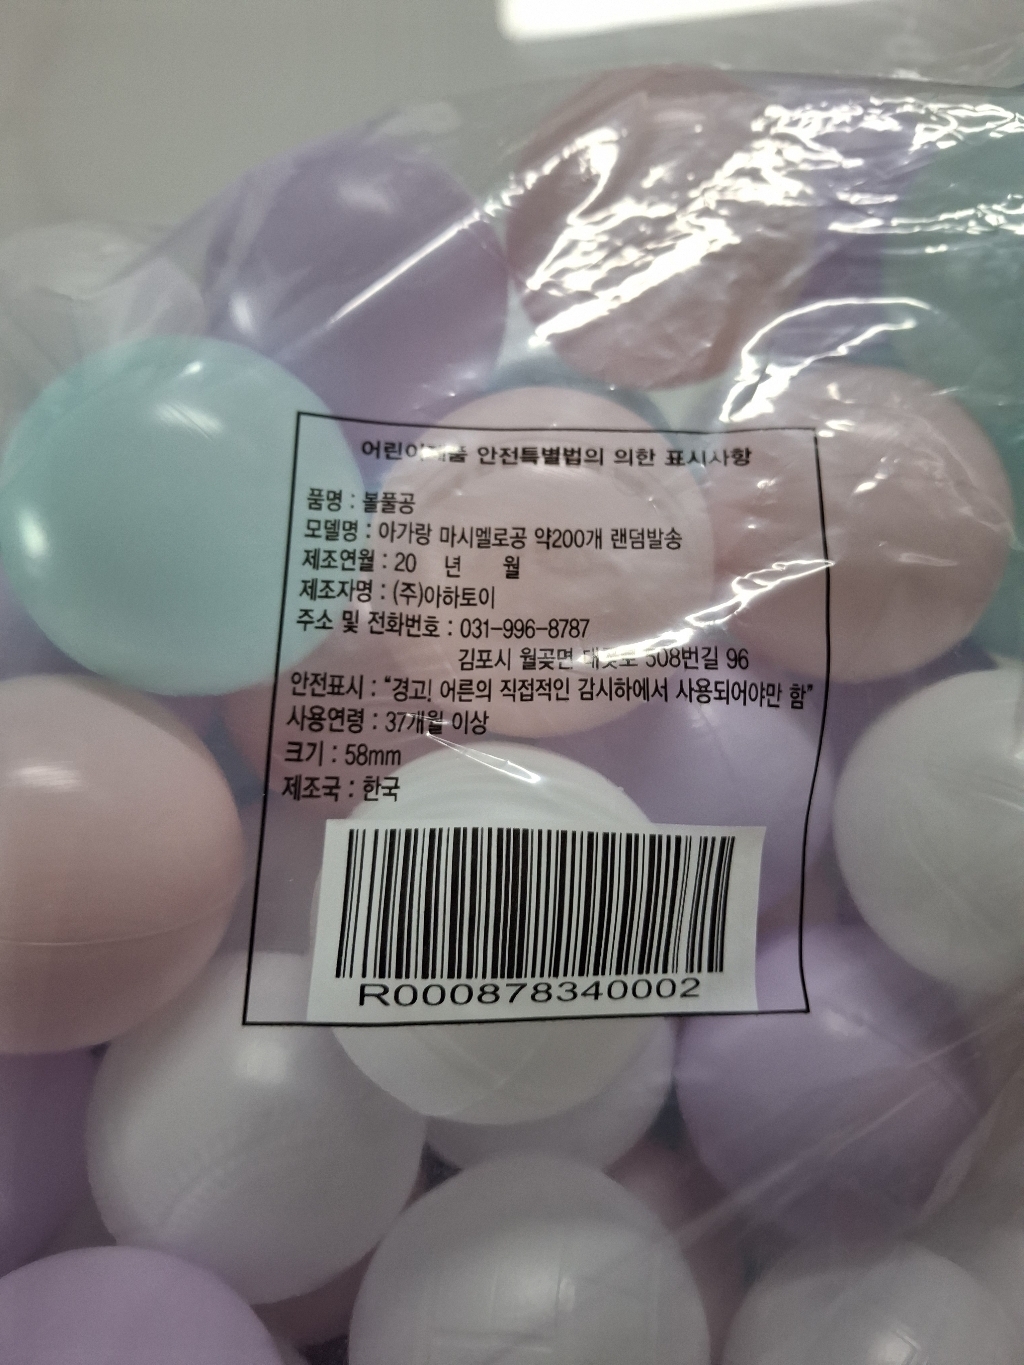 어린이제품 안전특별법의 의한 표시사항
품명 : 볼풀공
모델명 : 아가랑 마시멜로공 약200개 랜덤발송
제조연월 : 20 년 월
제조자명 : (주)아하토이
주소 및 전화번호 : 031-996-8787
김포시 월곶면 508번길 96
안전표시 : "경고! 어른의 직접적인 감시하에서 사용되어야만 함"
사용연령 : 37개월 이상
크기 : 58mm
제조국 : 한국
R000878340002